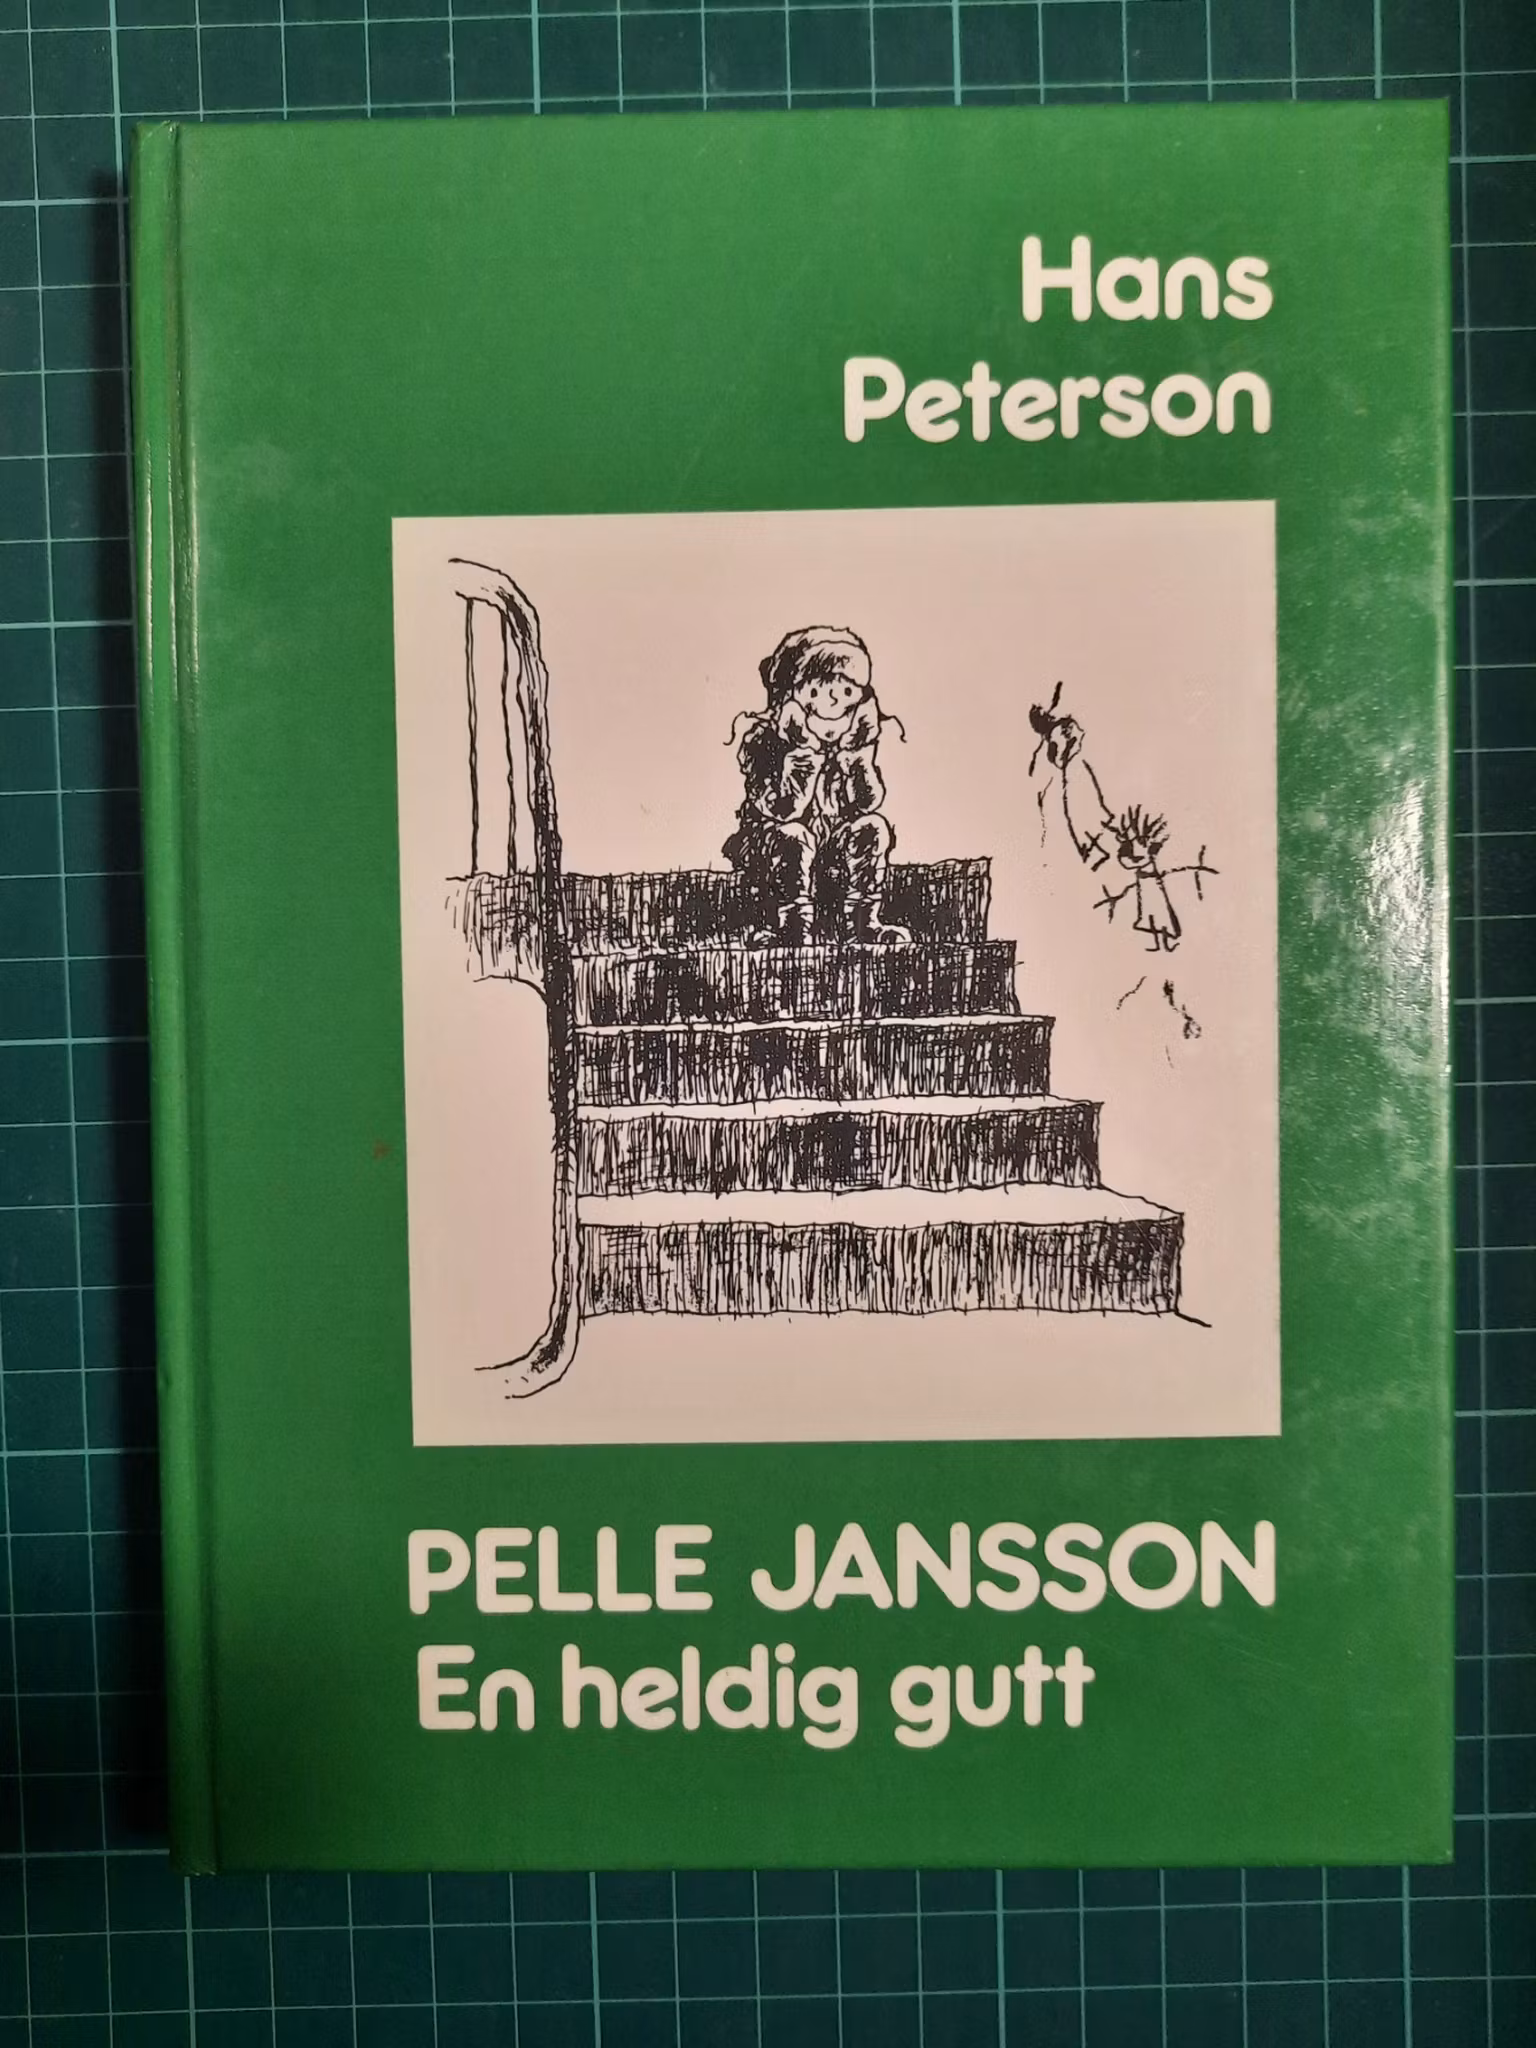 Hans
Peterson
PELLE JANSSON
En heldig gutt